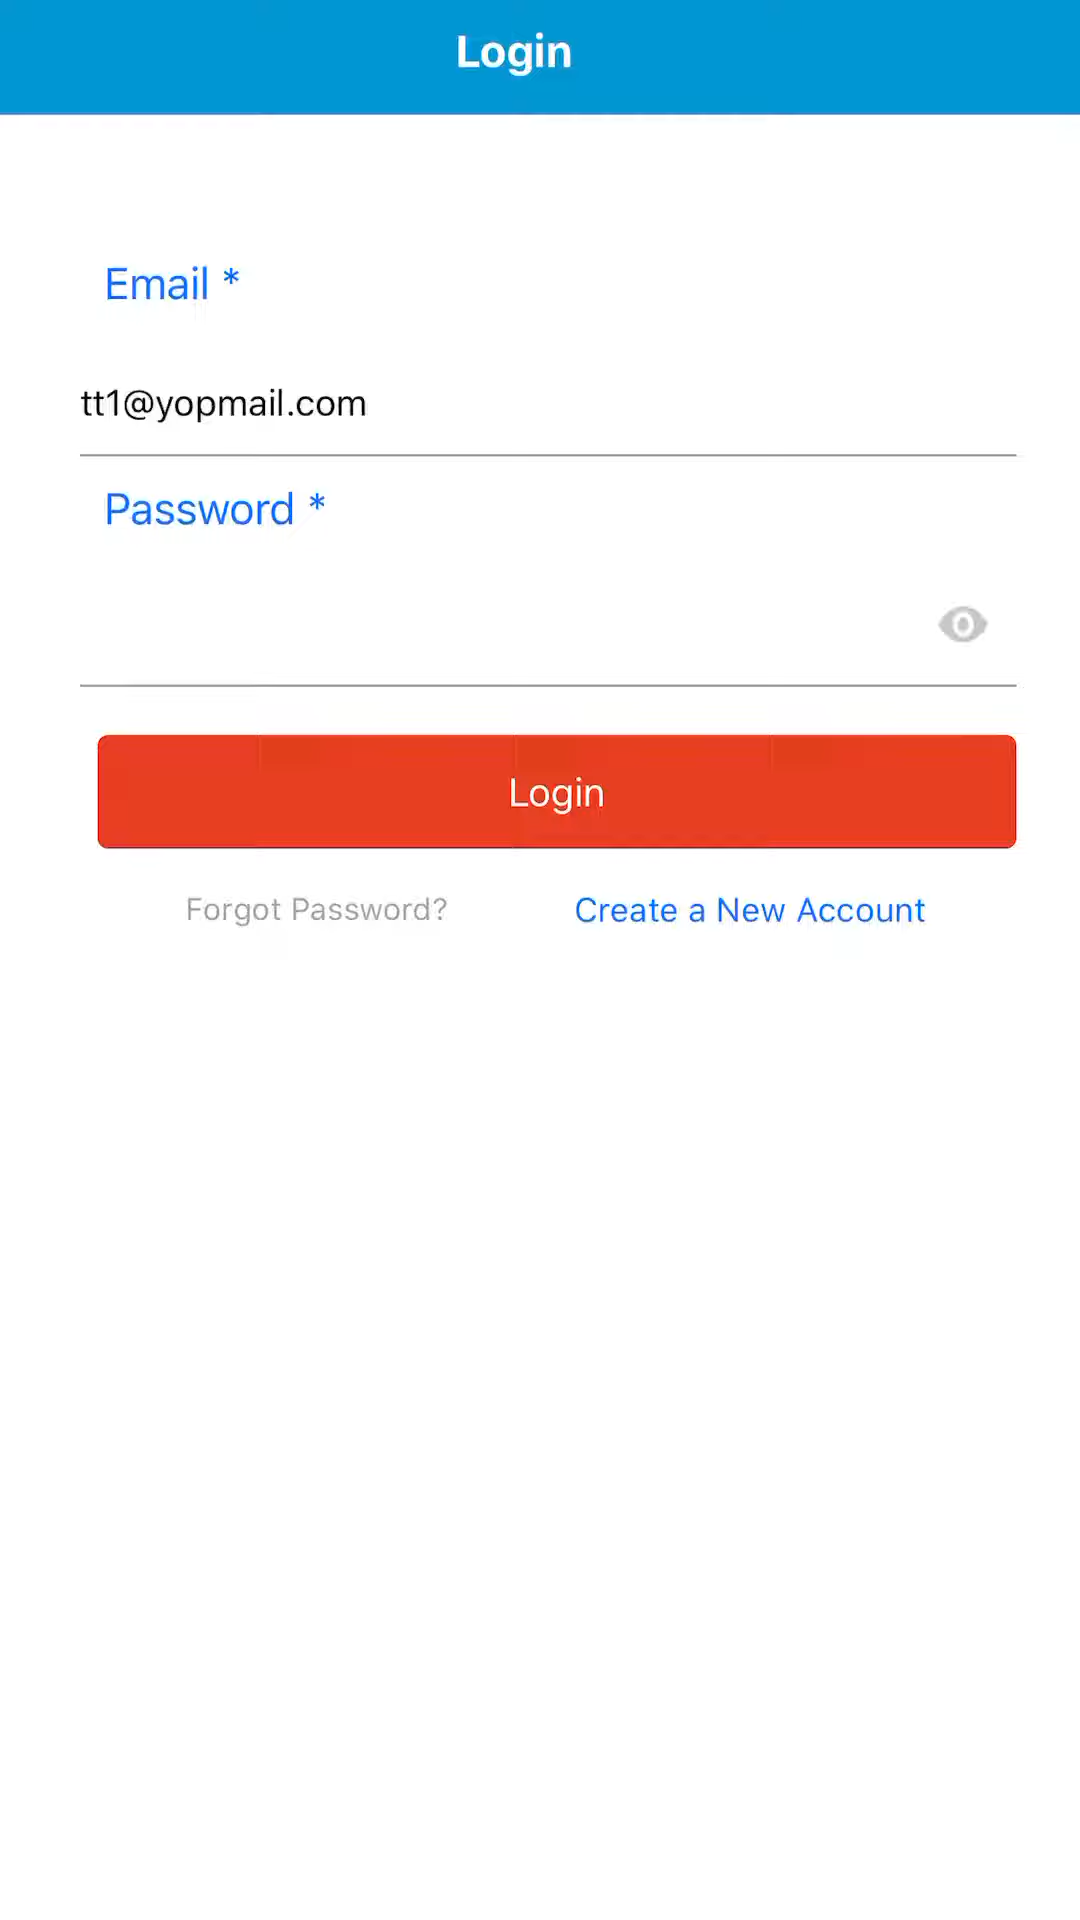 Login
Email *
tt1@yopmail.com
Password *
Login
Forgot Password? Create a New Account